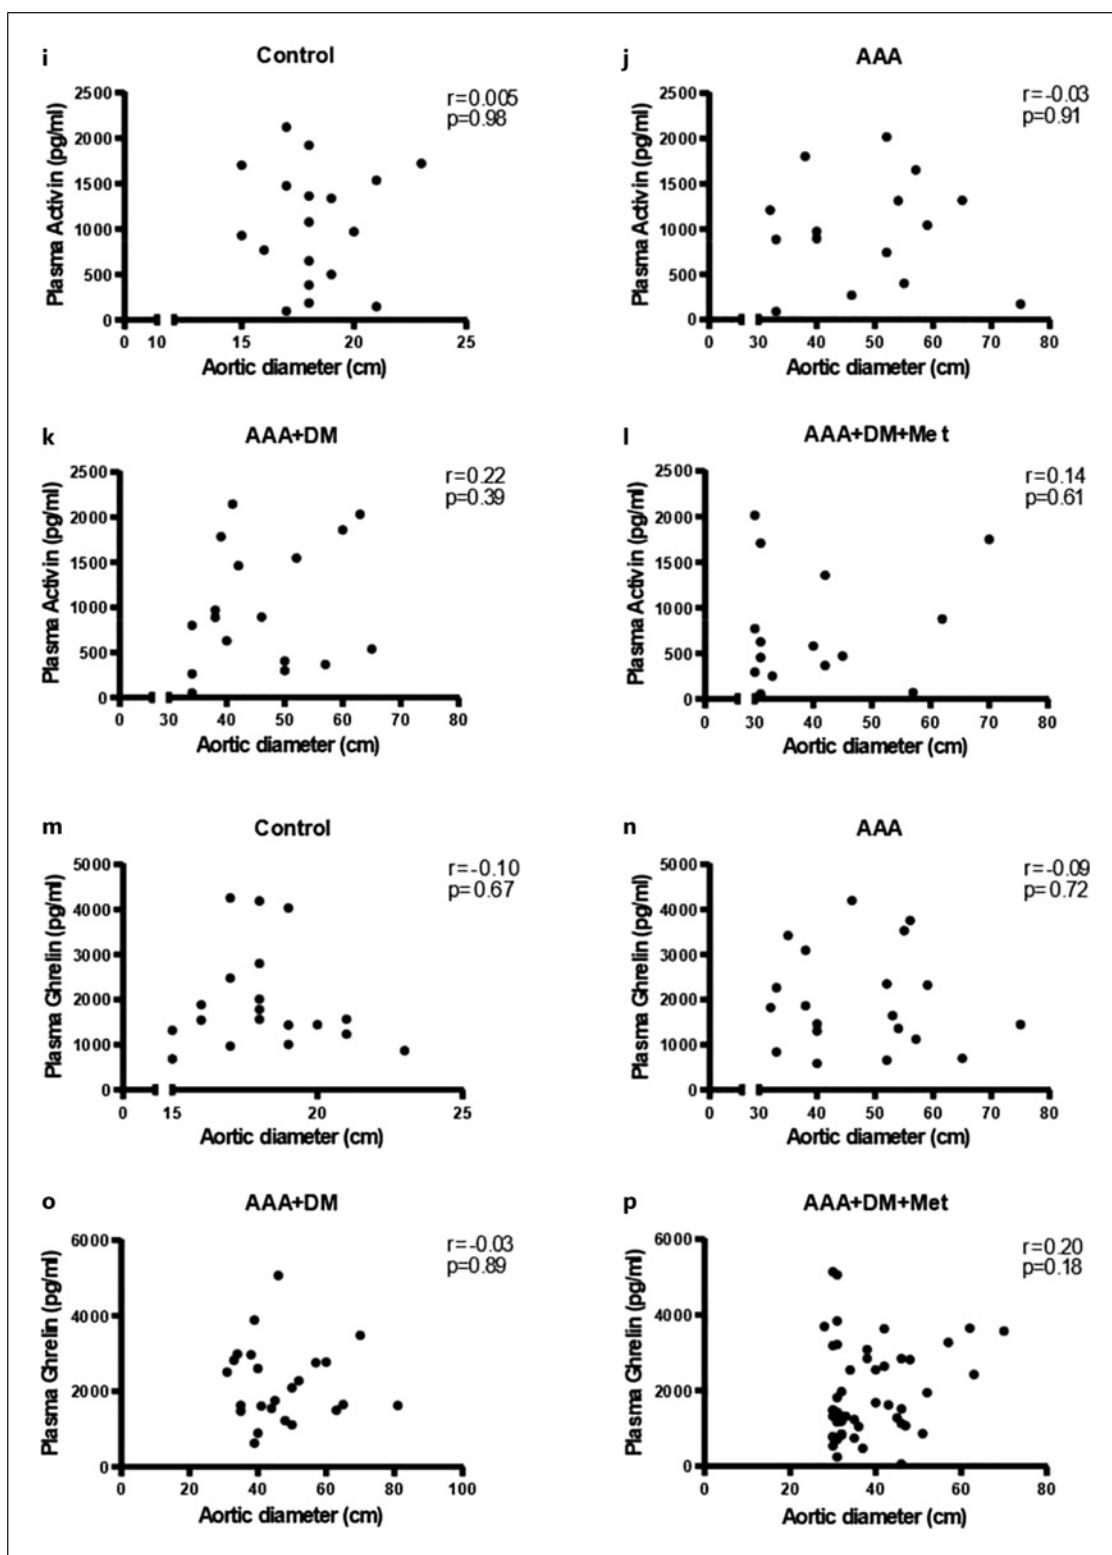 i
Control
r=0.005
p=0.98
Plasma Activin (pg/ml)
2500
2000
1500
1000
500
0
0 10 15 20 25
Aortic diameter (cm)
j
AAA
r=-0.03
p=0.91
Plasma Activin (pg/ml)
2500
2000
1500
1000
500
0
0 30 40 50 60 70 80
Aortic diameter (cm)
k
AAA+DM
r=0.22
p=0.39
Plasma Activin (pg/ml)
2500
2000
1500
1000
500
0
0 30 40 50 60 70 80
Aortic diameter (cm)
l
AAA+DM+Met
r=0.14
p=0.61
Plasma Activin (pg/ml)
2500
2000
1500
1000
500
0
0 30 40 50 60 70 80
Aortic diameter (cm)
m
Control
r=-0.10
p=0.67
Plasma Ghrelin (pg/ml)
5000
4000
3000
2000
1000
0
0 15 20 25
Aortic diameter (cm)
n
AAA
r=-0.09
p=0.72
Plasma Ghrelin (pg/ml)
5000
4000
3000
2000
1000
0
0 30 40 50 60 70 80
Aortic diameter (cm)
o
AAA+DM
r=-0.03
p=0.89
Plasma Ghrelin (pg/ml)
6000
4000
2000
0
0 20 40 60 80 100
Aortic diameter (cm)
p
AAA+DM+Met
r=0.20
p=0.18
Plasma Ghrelin (pg/ml)
6000
4000
2000
0
0 20 40 60 80
Aortic diameter (cm)